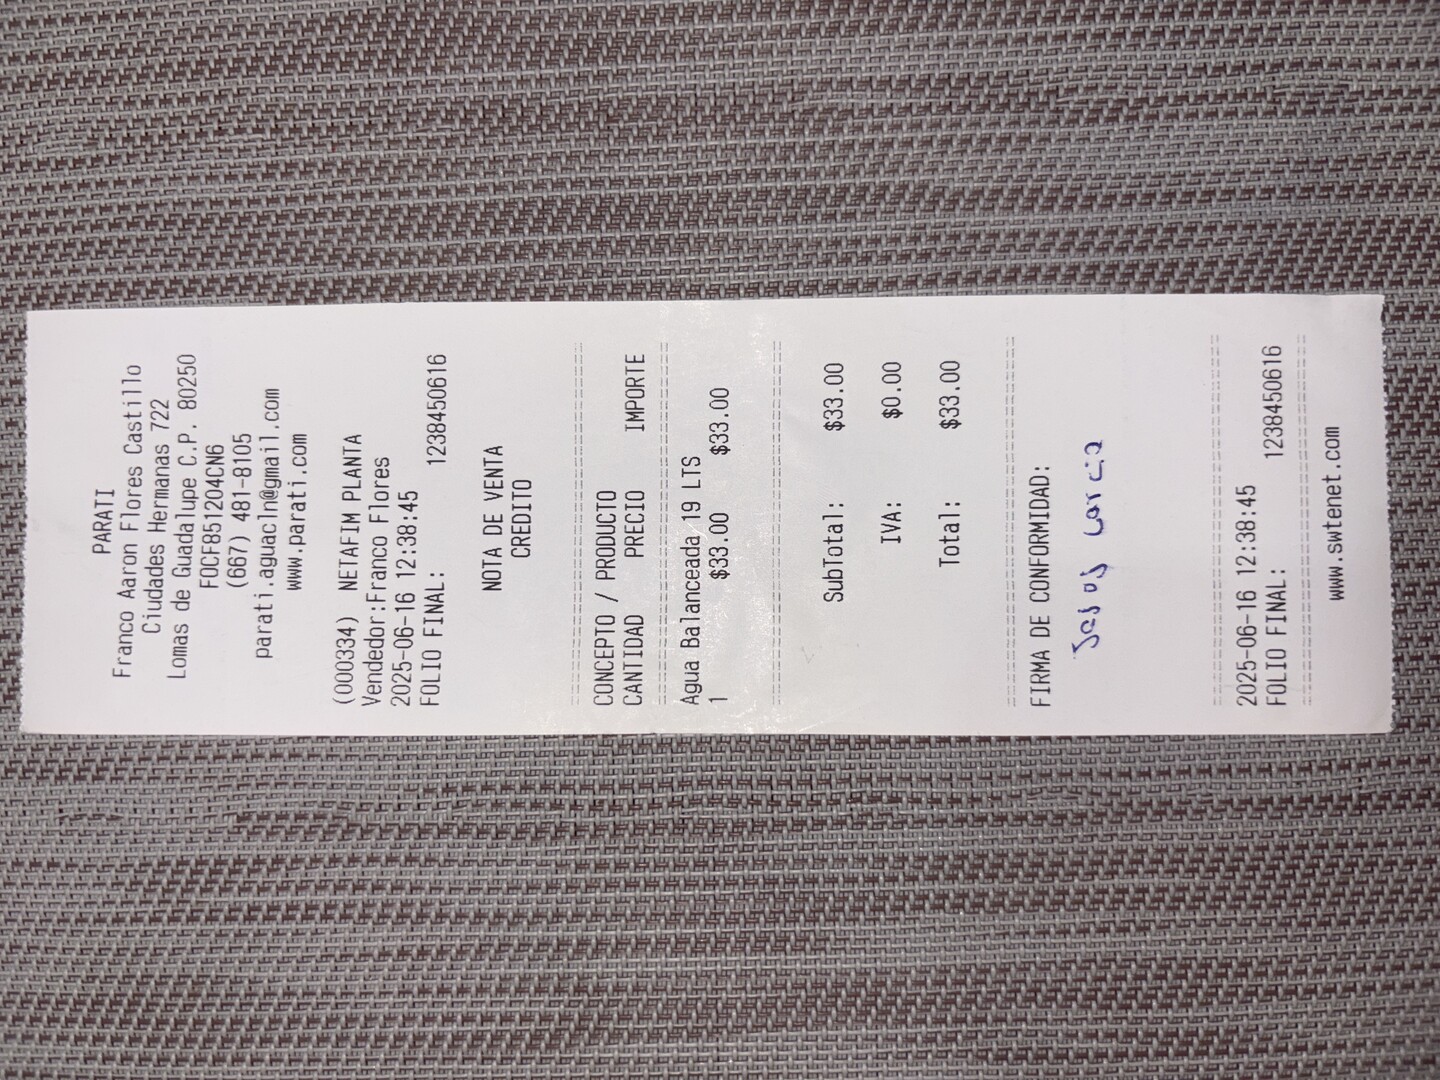 PARATI
Franco Aaron Flores Castillo
Ciudades Hermanas 722
Lomas de Guadalupe C.P. 80250
FOCF851204CN6
(667) 481-8105
parati.aguacln@gmail.com
www.parati.com
(000334) NETAFIM PLANTA
Vendedor:Franco Flores
2025-06-16 12:38:45
FOLIO FINAL: 1238450616
NOTA DE VENTA
CREDITO
CONCEPTO / PRODUCTO
CANTIDAD PRECIO IMPORTE
Agua Balanceada 19 LTS
1 $33.00 $33.00
SubTotal: $33.00
IVA: $0.00
Total: $33.00
FIRMA DE CONFORMIDAD:
Jesus Garcia
2025-06-16 12:38:45
FOLIO FINAL: 1238450616
www.swtenet.com